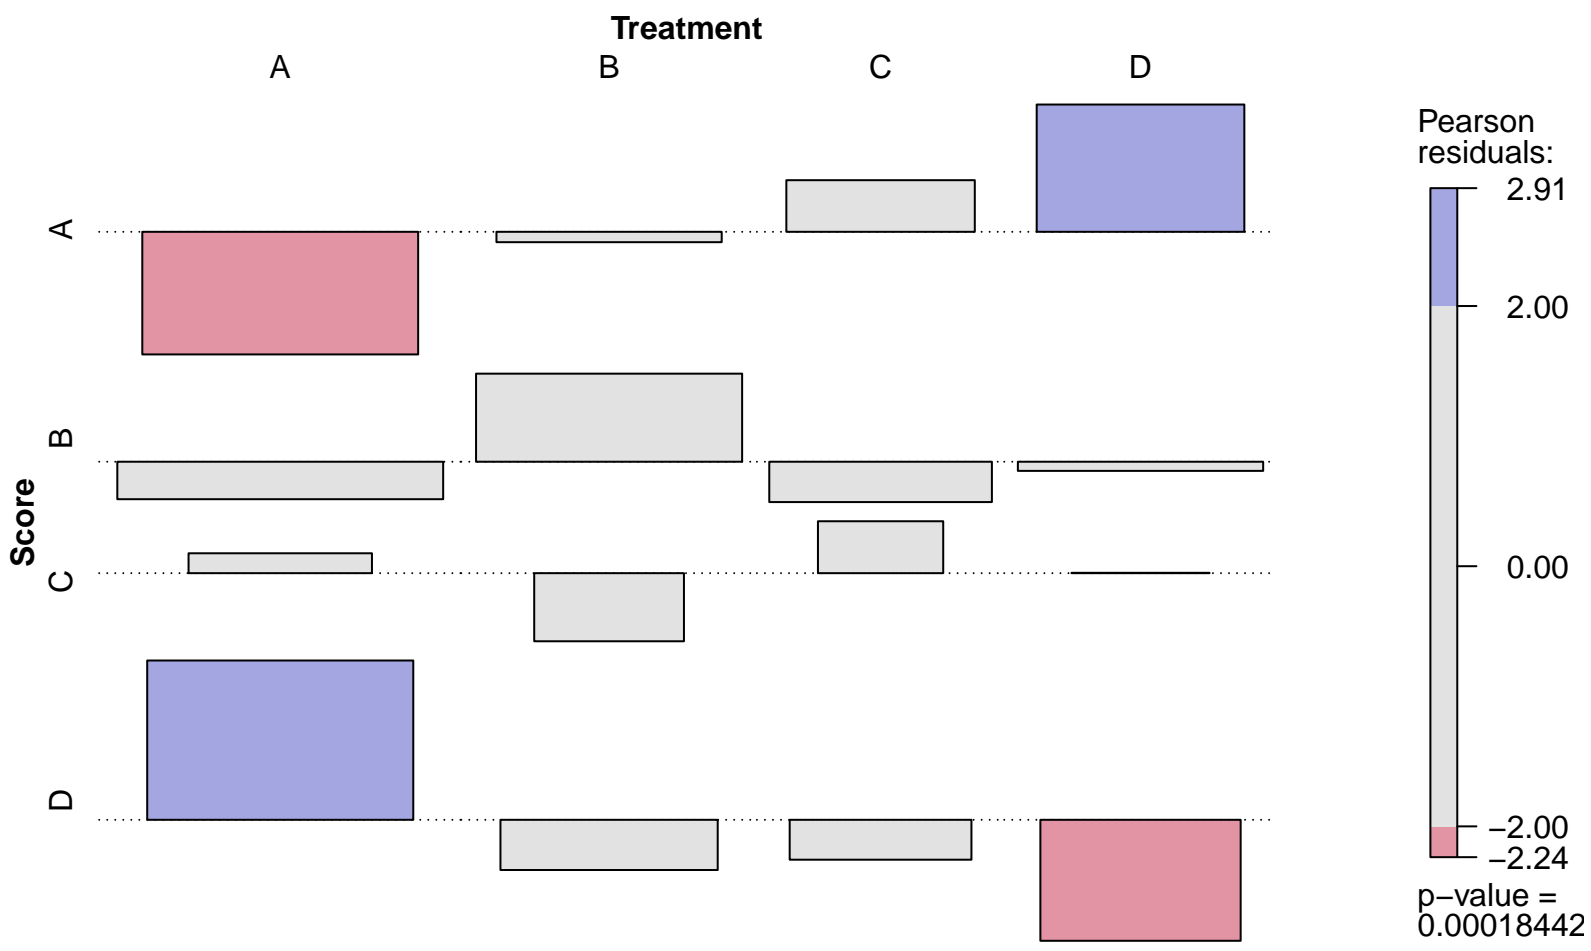 Treatment
A B C D
Score
A
B
C
D
Pearson
residuals:
2.91
2.00
0.00
−2.00
−2.24
p−value =
0.00018442